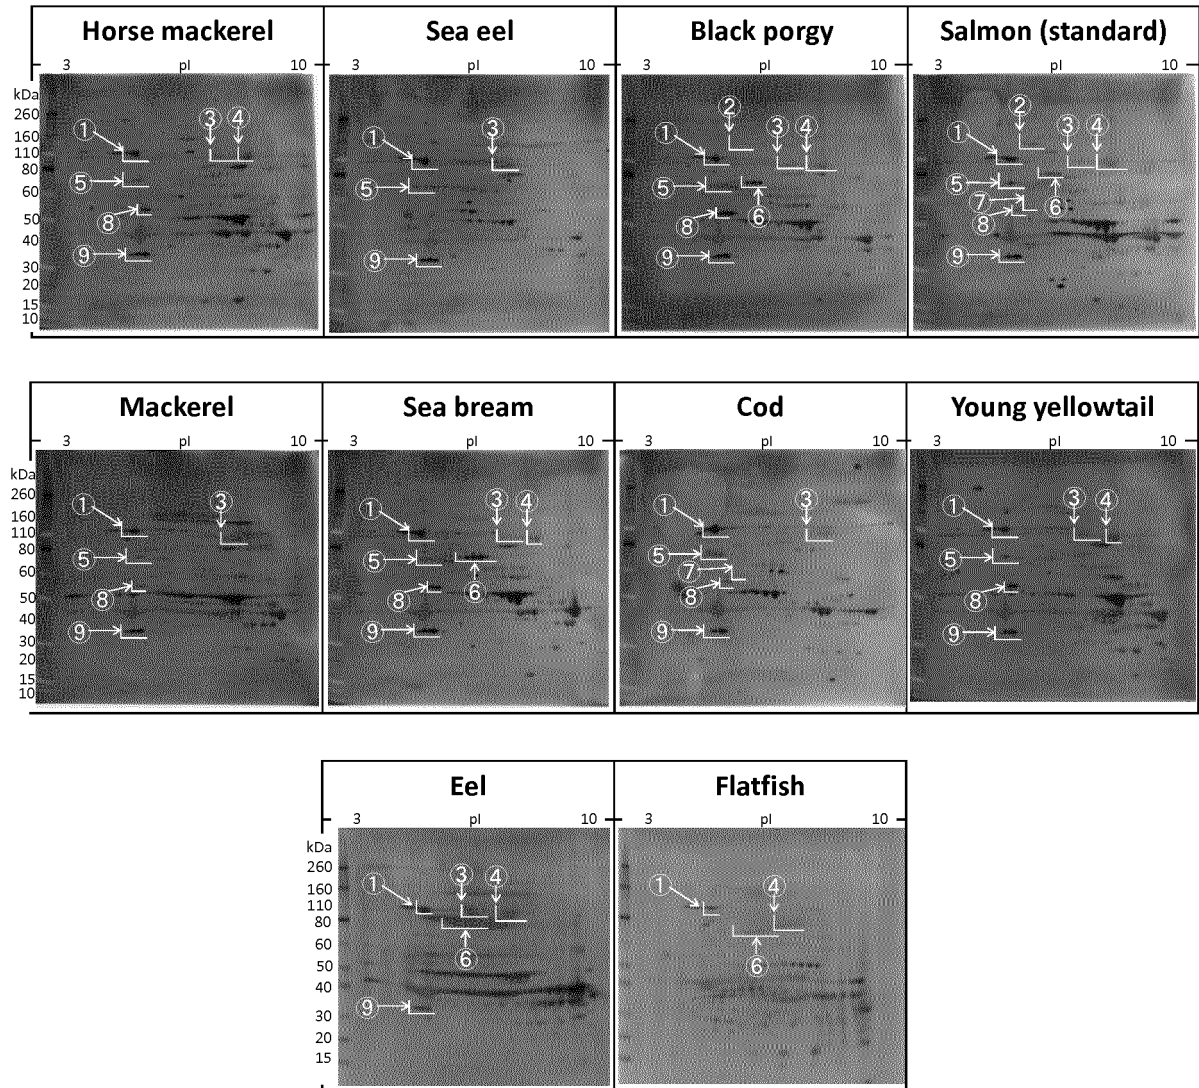 Horse mackerel Sea eel Black porgy Salmon (standard)
3 pI 10 3 pI 10 3 pI 10 3 pI 10
kDa
260
160
110
80
60
50
40
30
20
15
10
① ③ ④ ⑤ ⑧ ⑨
① ③ ⑤ ⑨
① ② ③ ④ ⑤ ⑥ ⑧ ⑨
① ② ③ ④ ⑤ ⑥ ⑦ ⑧ ⑨
Mackerel Sea bream Cod Young yellowtail
3 pI 10 3 pI 10 3 pI 10 3 pI 10
kDa
260
160
110
80
60
50
40
30
20
15
10
① ③ ⑤ ⑧ ⑨
① ③ ④ ⑤ ⑥ ⑧ ⑨
① ③ ⑤ ⑦ ⑧ ⑨
① ③ ④ ⑤ ⑧ ⑨
Eel Flatfish
3 pI 10 3 pI 10
kDa
260
160
110
80
60
50
40
30
20
15
① ③ ④ ⑥ ⑨
① ④ ⑥